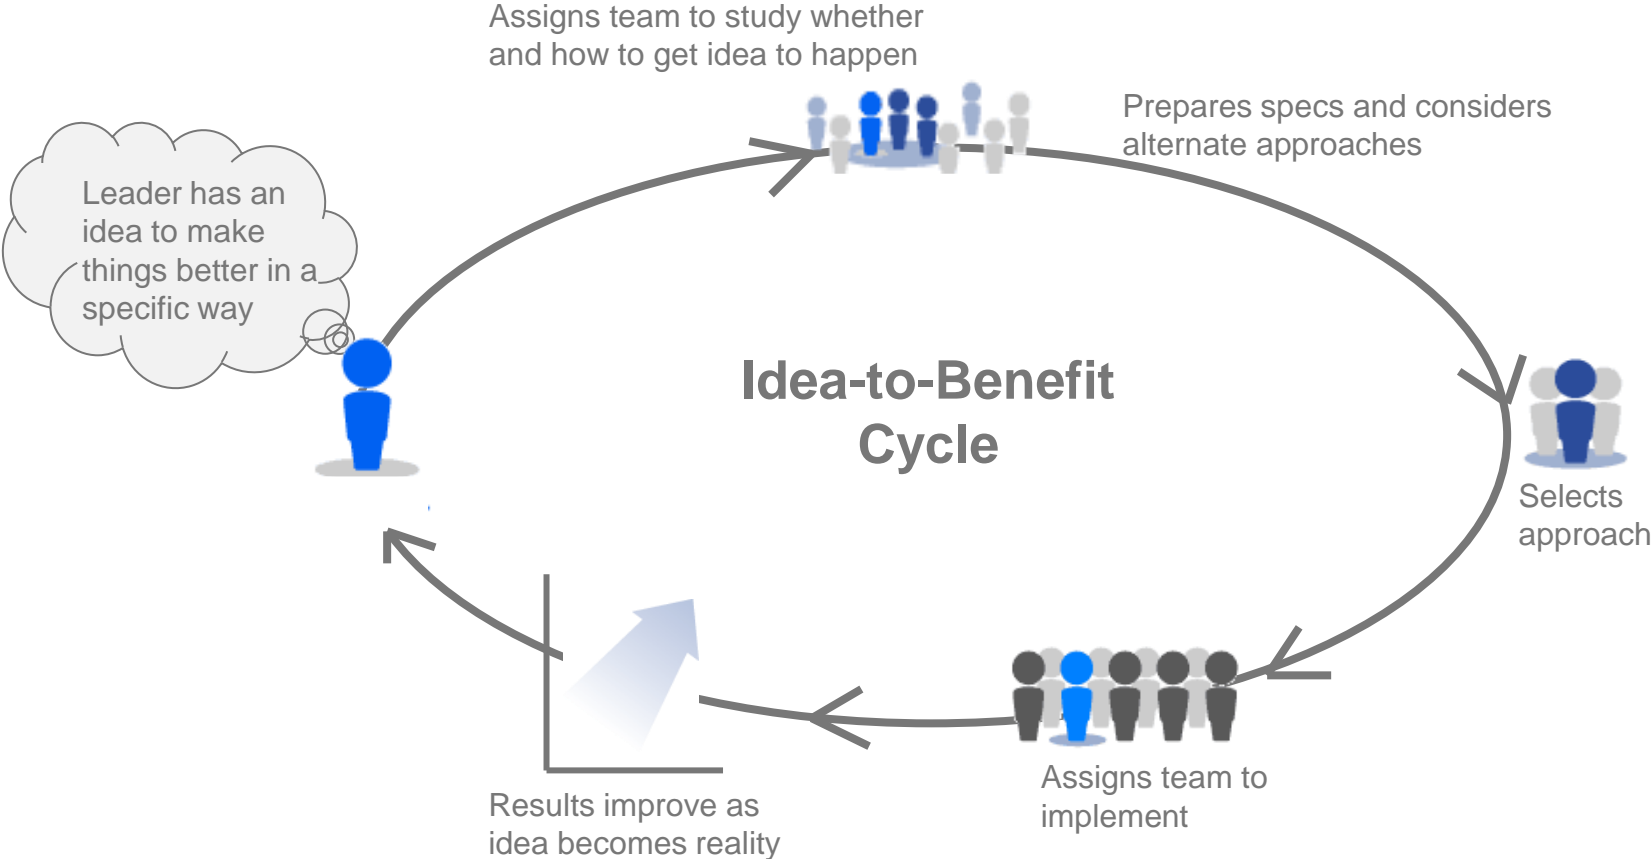 Assigns team to study whether
and how to get idea to happen
Prepares specs and considers
alternate approaches
Leader has an
idea to make
things better in a
specific way
Idea-to-Benefit
Cycle
Selects
approach
Assigns team to
implement
Results improve as
idea becomes reality